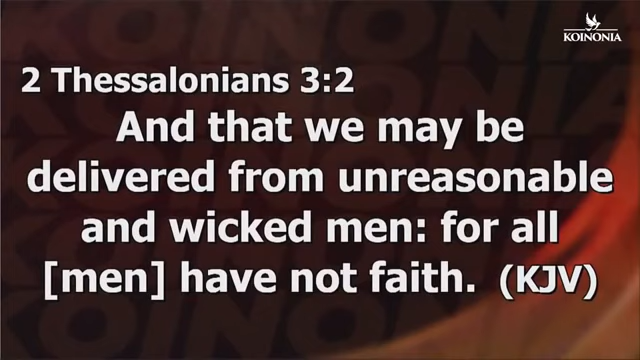 KOINONIA
2 Thessalonians 3:2
And that we may be
delivered from unreasonable
and wicked men: for all
[men] have not faith. (KJV)